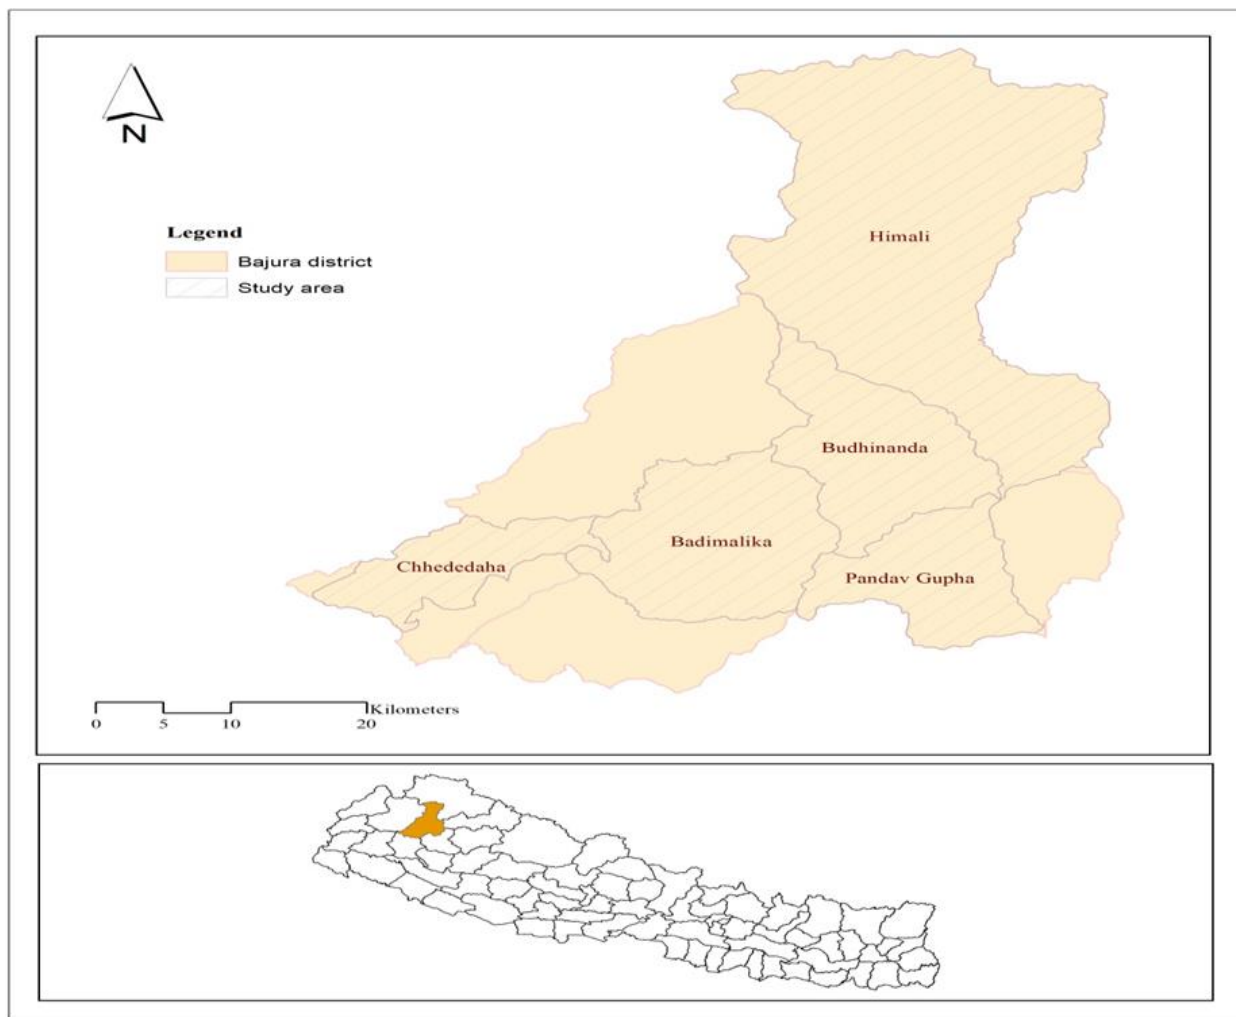 N
Legend
Bajura district
Study area
Himali
Budhinanda
Badimalika
Chhededaha
Pandav Gupha
Kilometers
0 5 10 20